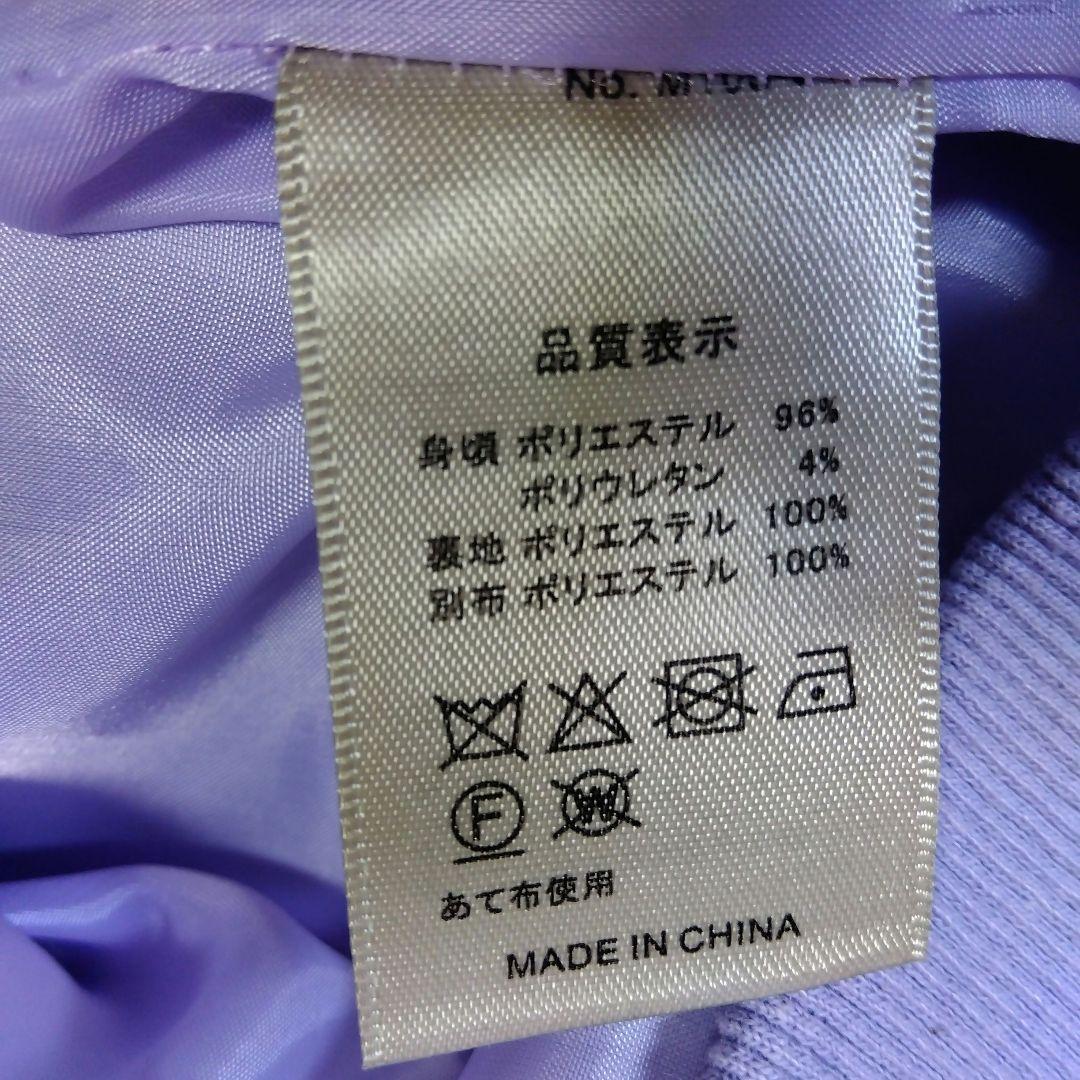 No.
品質表示
身頃 ポリエステル 96%
ポリウレタン 4%
裏地 ポリエステル 100%
別布 ポリエステル 100%
F
W
あて布使用
MADE IN CHINA